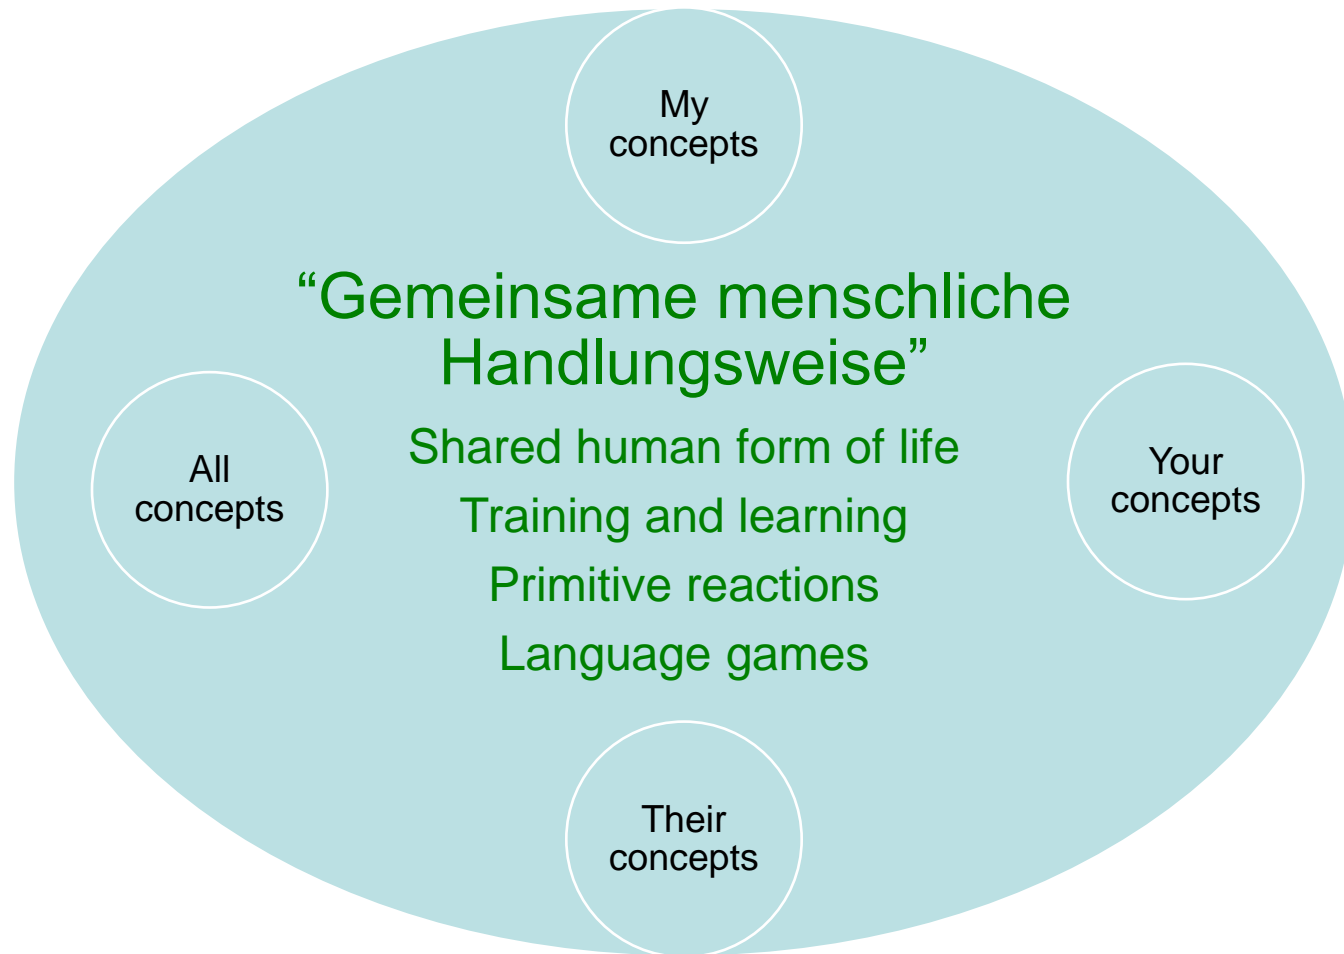 My
concepts
“Gemeinsame menschliche
Handlungsweise”
Shared human form of life
All
concepts
Your
concepts
Training and learning
Primitive reactions
Language games
Their
concepts